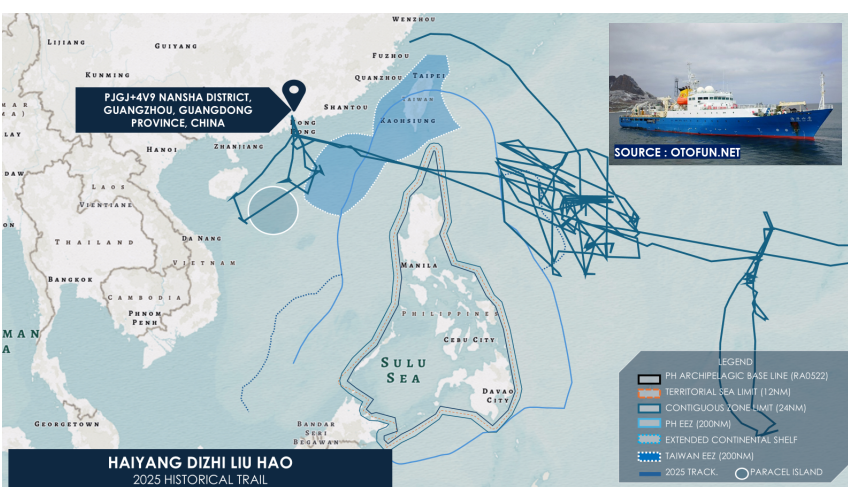 WENZHOU
LIJIANG
GUIYANG
FUZHOU
KUNMING
QUANZHOU
TAIPEI
TAIWAN
PJGJ+4V9 NANSHA DISTRICT,
GUANGZHOU, GUANGDONG
PROVINCE, CHINA
SHANTOU
KAOHSIUNG
HONG
KONG
ZHANJIANG
HANOI
LAOS
VIENTIANE
THAILAND
DA NANG
VIETNAM
BANGKOK
CAMBODIA
PHNOM
PENH
MANILA
PHILIPPINES
CEBU CITY
SULU
SEA
DAVAO
CITY
GEORGETOWN
BANDAR
SERI
BEGAWAN
SOURCE : OTOFUN.NET
LEGEND
PH ARCHIPELAGIC BASE LINE (RA0522)
TERRITORIAL SEA LIMIT (12NM)
CONTIGUOUS ZONE LIMIT (24NM)
PH EEZ (200NM)
EXTENDED CONTINENTAL SHELF
TAIWAN EEZ (200NM)
2025 TRACK.
PARACEL ISLAND
HAIYANG DIZHI LIU HAO
2025 HISTORICAL TRAIL